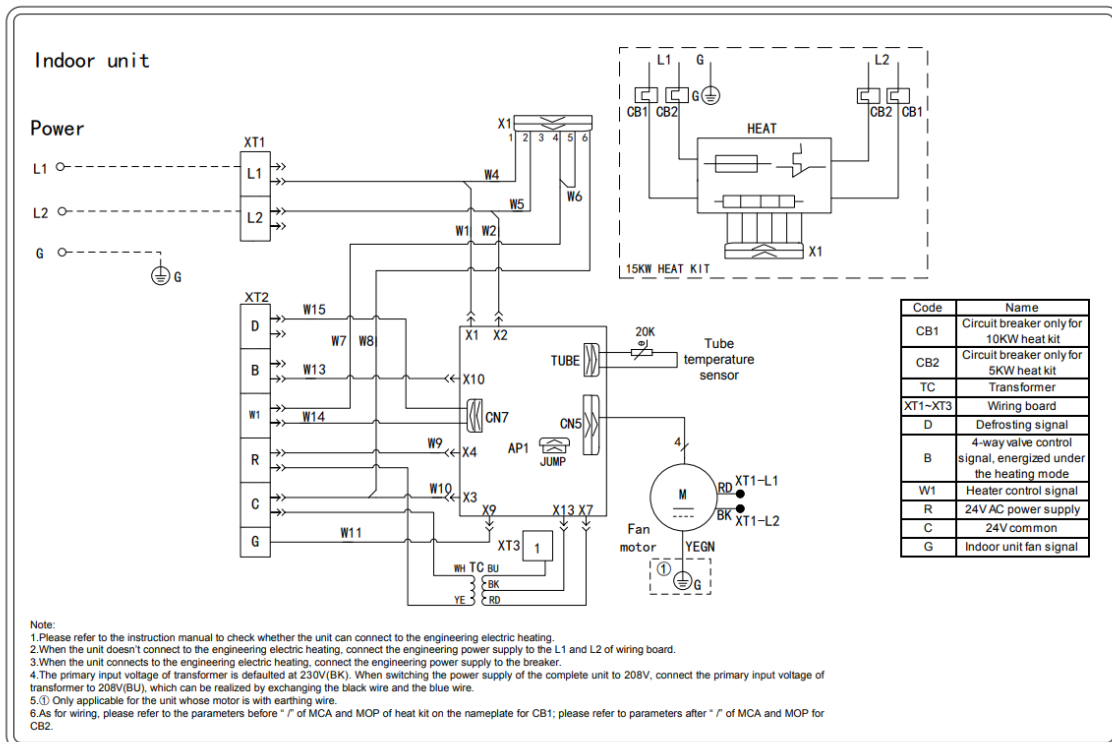 Indoor unit
Power
L1
L2
G
G
XT1
L1
L2
XT2
D
B
W1
R
C
G
W15
W13
W14
W9
W10
W11
W7
W8
W1
W2
W4
W5
W6
X1
1 2 3 4 5 6
X1 X2
X10
CN7
X4
X3
X9
X13 X7
AP1
JUMP
TUBE
CN5
20K
Tube
temperature
sensor
4
M
Fan
motor
RD XT1-L1
BK XT1-L2
YEGN
①
G
XT3
1
WH TC BU
BK
YE RD
L1 G L2
CB1 CB2 G CB2 CB1
HEAT
X1
15KW HEAT KIT
Code Name
CB1 Circuit breaker only for
10KW heat kit
CB2 Circuit breaker only for
5KW heat kit
TC Transformer
XT1~XT3 Wiring board
D Defrosting signal
B 4-way valve control
signal, energized under
the heating mode
W1 Heater control signal
R 24V AC power supply
C 24V common
G Indoor unit fan signal
Note:
1.Please refer to the instruction manual to check whether the unit can connect to the engineering electric heating.
2.When the unit doesn't connect to the engineering electric heating, connect the engineering power supply to the L1 and L2 of wiring board.
3.When the unit connects to the engineering electric heating, connect the engineering power supply to the breaker.
4.The primary input voltage of transformer is defaulted at 230V(BK). When switching the power supply of the complete unit to 208V, connect the primary input voltage of
transformer to 208V(BU), which can be realized by exchanging the black wire and the blue wire.
5.① Only applicable for the unit whose motor is with earthing wire.
6.As for wiring, please refer to the parameters before " /" of MCA and MOP of heat kit on the nameplate for CB1; please refer to parameters after " /" of MCA and MOP for
CB2.